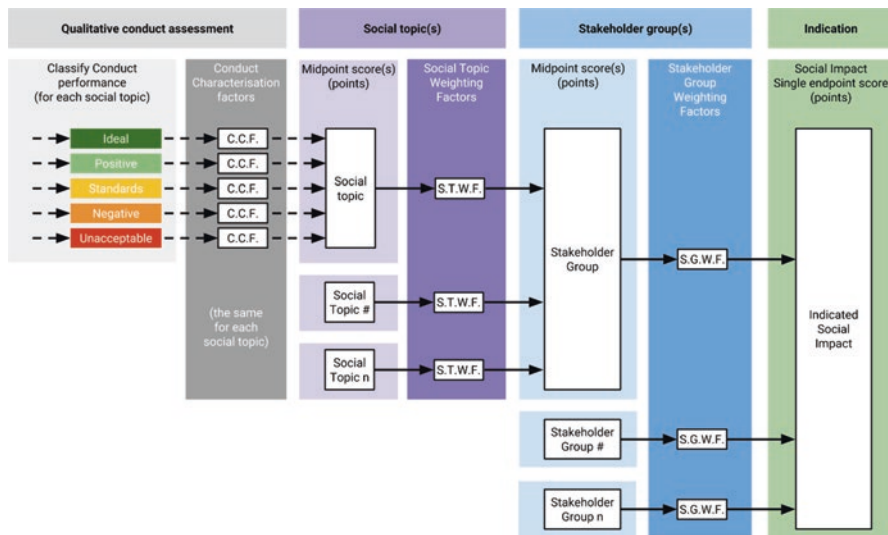 Qualitative conduct assessment
Social topic(s)
Stakeholder group(s)
Indication
Classify Conduct
performance
(for each social topic)
Conduct
Characterisation
factors
Midpoint score(s)
(points)
Social Topic
Weighting
Factors
Midpoint score(s)
(points)
Stakeholder
Group
Weighting
Factors
Social Impact
Single endpoint score
(points)
Ideal
C.C.F.
Positive
C.C.F.
Standards
C.C.F.
Negative
C.C.F.
Unacceptable
C.C.F.
Social
topic
S.T.W.F.
Stakeholder
Group
S.G.W.F.
Indicated
Social
Impact
(the same
for each
social topic)
Social
Topic #
S.T.W.F.
Social
Topic n
S.T.W.F.
Stakeholder
Group #
S.G.W.F.
Stakeholder
Group n
S.G.W.F.